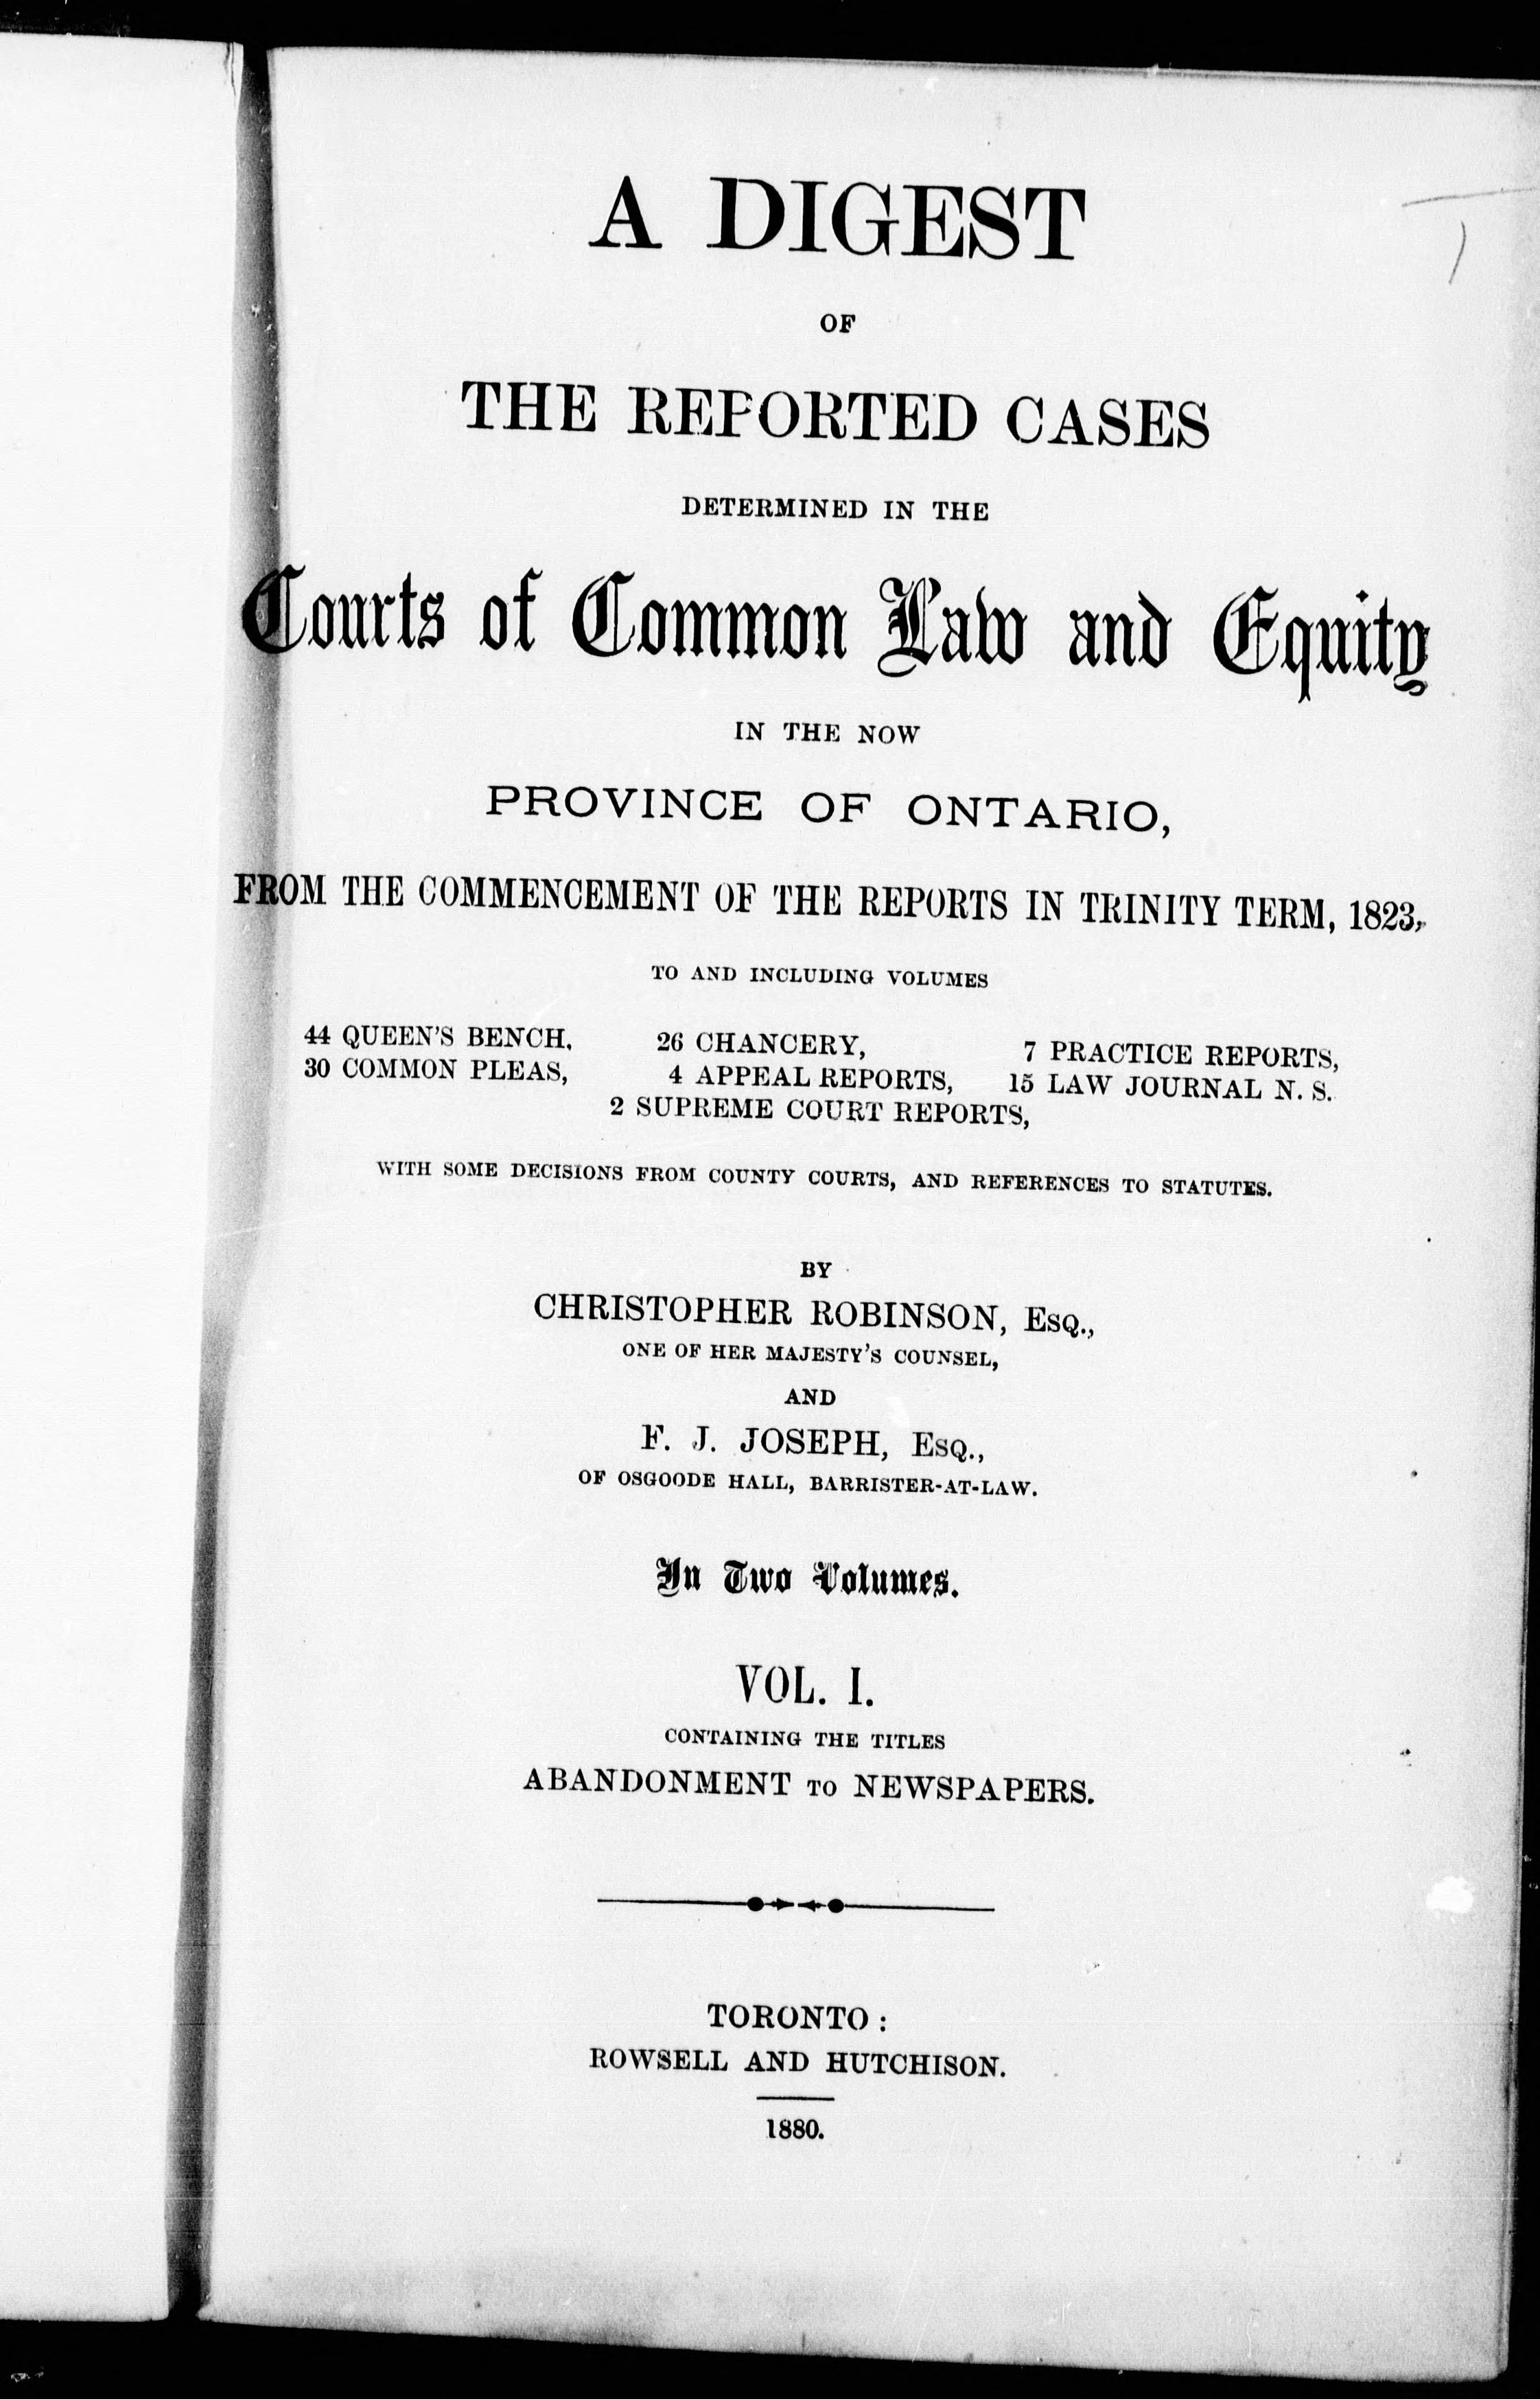 A DIGEST
OF
THE REPORTED CASES
DETERMINED IN THE
Courts of Common Law and Equity
IN THE NOW
PROVINCE OF ONTARIO,
FROM THE COMMENCEMENT OF THE REPORTS IN TRINITY TERM, 1823,
TO AND INCLUDING VOLUMES
44 QUEEN'S BENCH, 26 CHANCERY, 7 PRACTICE REPORTS,
30 COMMON PLEAS, 4 APPEAL REPORTS, 15 LAW JOURNAL N. S.
2 SUPREME COURT REPORTS,
WITH SOME DECISIONS FROM COUNTY COURTS, AND REFERENCES TO STATUTES.
BY
CHRISTOPHER ROBINSON, ESQ.,
ONE OF HER MAJESTY'S COUNSEL,
AND
F. J. JOSEPH, ESQ.,
OF OSGOODE HALL, BARRISTER-AT-LAW.
In Two Volumes.
VOL. I.
CONTAINING THE TITLES
ABANDONMENT TO NEWSPAPERS.
TORONTO:
ROWSELL AND HUTCHISON.
1880.